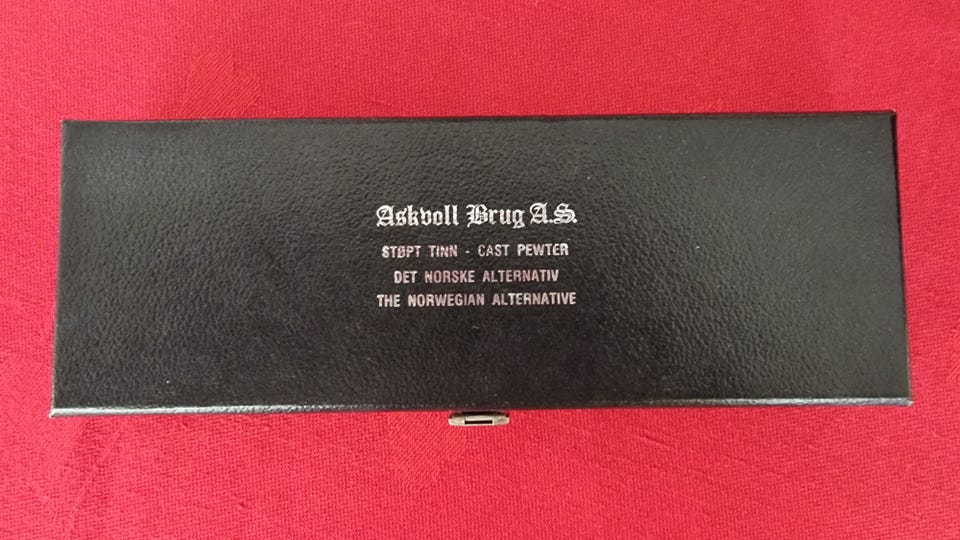 Askvoll Brug A.S.
STØPT TINN - CAST PEWTER
DET NORSKE ALTERNATIV
THE NORWEGIAN ALTERNATIVE